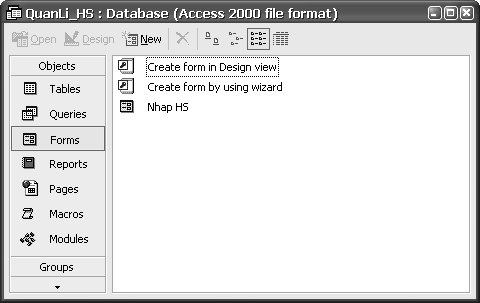 QuanLi_HS : Database (Access 2000 file format)
Open Design New
Objects
Tables
Queries
Forms
Reports
Pages
Macros
Modules
Groups
Create form in Design view
Create form by using wizard
Nhap HS